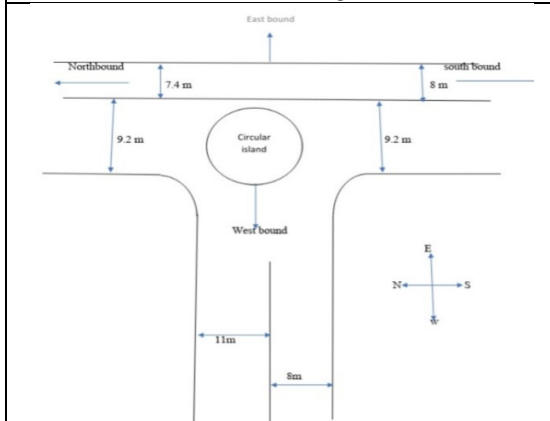 East bound
Northbound
south bound
7.4 m
8 m
9.2 m
Circular
island
9.2 m
West bound
E
N
S
W
11m
8m